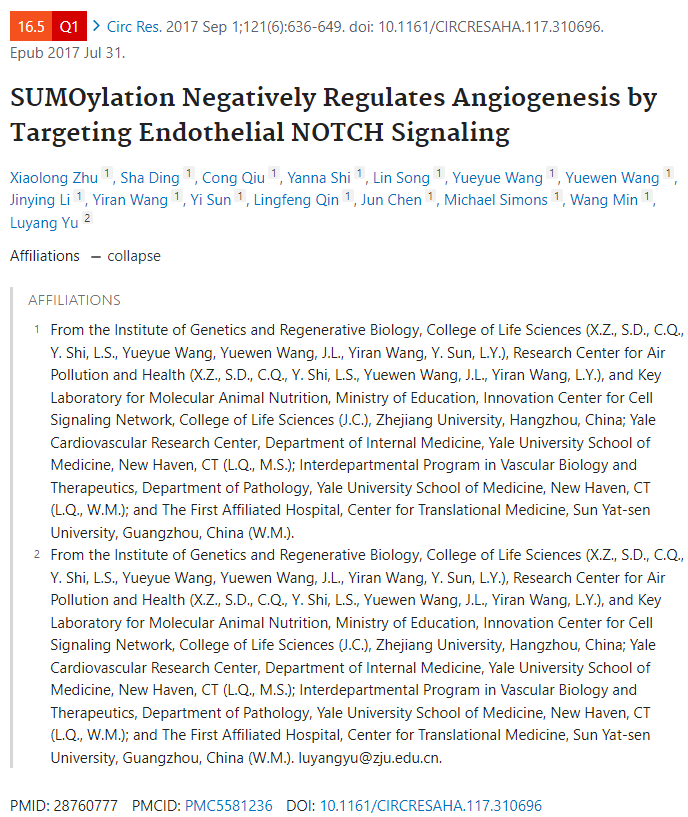 16.5 Q1 > Circ Res. 2017 Sep 1;121(6):636-649. doi: 10.1161/CIRCRESAHA.117.310696.
Epub 2017 Jul 31.
SUMOylation Negatively Regulates Angiogenesis by
Targeting Endothelial NOTCH Signaling
Xiaolong Zhu 1, Sha Ding 1, Cong Qiu 1, Yanna Shi 1, Lin Song 1, Yueyue Wang 1, Yuewen Wang 1,
Jinying Li 1, Yiran Wang 1, Yi Sun 1, Lingfeng Qin 1, Jun Chen 1, Michael Simons 1, Wang Min 1,
Luyang Yu 2
Affiliations — collapse
AFFILIATIONS
1 From the Institute of Genetics and Regenerative Biology, College of Life Sciences (X.Z., S.D., C.Q.,
Y. Shi, L.S., Yueyue Wang, Yuewen Wang, J.L., Yiran Wang, Y. Sun, L.Y.), Research Center for Air
Pollution and Health (X.Z., S.D., C.Q., Y. Shi, L.S., Yuewen Wang, J.L., Yiran Wang, L.Y.), and Key
Laboratory for Molecular Animal Nutrition, Ministry of Education, Innovation Center for Cell
Signaling Network, College of Life Sciences (J.C.), Zhejiang University, Hangzhou, China; Yale
Cardiovascular Research Center, Department of Internal Medicine, Yale University School of
Medicine, New Haven, CT (L.Q., M.S.); Interdepartmental Program in Vascular Biology and
Therapeutics, Department of Pathology, Yale University School of Medicine, New Haven, CT
(L.Q., W.M.); and The First Affiliated Hospital, Center for Translational Medicine, Sun Yat-sen
University, Guangzhou, China (W.M.).
2 From the Institute of Genetics and Regenerative Biology, College of Life Sciences (X.Z., S.D., C.Q.,
Y. Shi, L.S., Yueyue Wang, Yuewen Wang, J.L., Yiran Wang, Y. Sun, L.Y.), Research Center for Air
Pollution and Health (X.Z., S.D., C.Q., Y. Shi, L.S., Yuewen Wang, J.L., Yiran Wang, L.Y.), and Key
Laboratory for Molecular Animal Nutrition, Ministry of Education, Innovation Center for Cell
Signaling Network, College of Life Sciences (J.C.), Zhejiang University, Hangzhou, China; Yale
Cardiovascular Research Center, Department of Internal Medicine, Yale University School of
Medicine, New Haven, CT (L.Q., M.S.); Interdepartmental Program in Vascular Biology and
Therapeutics, Department of Pathology, Yale University School of Medicine, New Haven, CT
(L.Q., W.M.); and The First Affiliated Hospital, Center for Translational Medicine, Sun Yat-sen
University, Guangzhou, China (W.M.). luyangyu@zju.edu.cn.
PMID: 28760777 PMCID: PMC5581236 DOI: 10.1161/CIRCRESAHA.117.310696